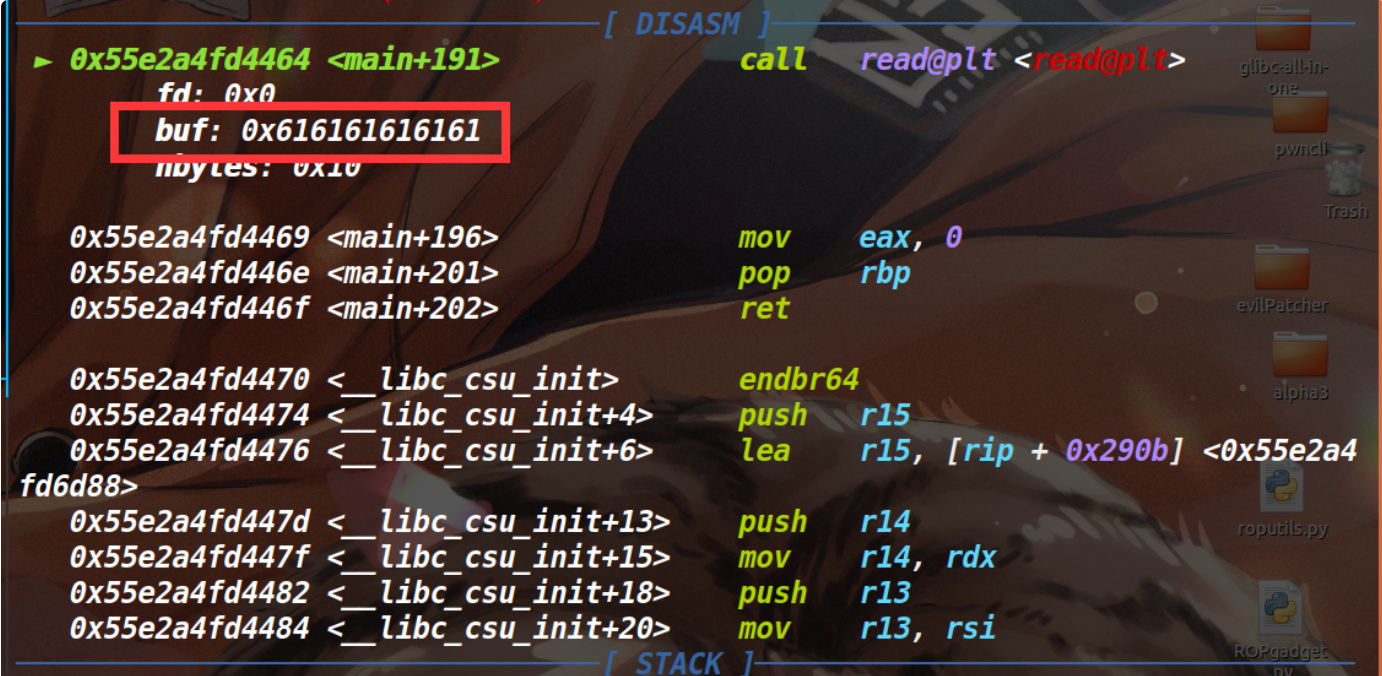 [ DISASM ]
► 0x55e2a4fd4464 <main+191> call read@plt <read@plt>
fd: 0x0
buf: 0x616161616161
nbytes: 0x10
0x55e2a4fd4469 <main+196> mov eax, 0
0x55e2a4fd446e <main+201> pop rbp
0x55e2a4fd446f <main+202> ret
0x55e2a4fd4470 <__libc_csu_init> endbr64
0x55e2a4fd4474 <__libc_csu_init+4> push r15
0x55e2a4fd4476 <__libc_csu_init+6> lea r15, [rip + 0x290b] <0x55e2a4
fd6d88>
0x55e2a4fd447d <__libc_csu_init+13> push r14
0x55e2a4fd447f <__libc_csu_init+15> mov r14, rdx
0x55e2a4fd4482 <__libc_csu_init+18> push r13
0x55e2a4fd4484 <__libc_csu_init+20> mov r13, rsi
[ STACK ]
glibc-all-in-
one
pwncli
Trash
evilPatcher
alpha3
roputils.py
ROPgadget.
py